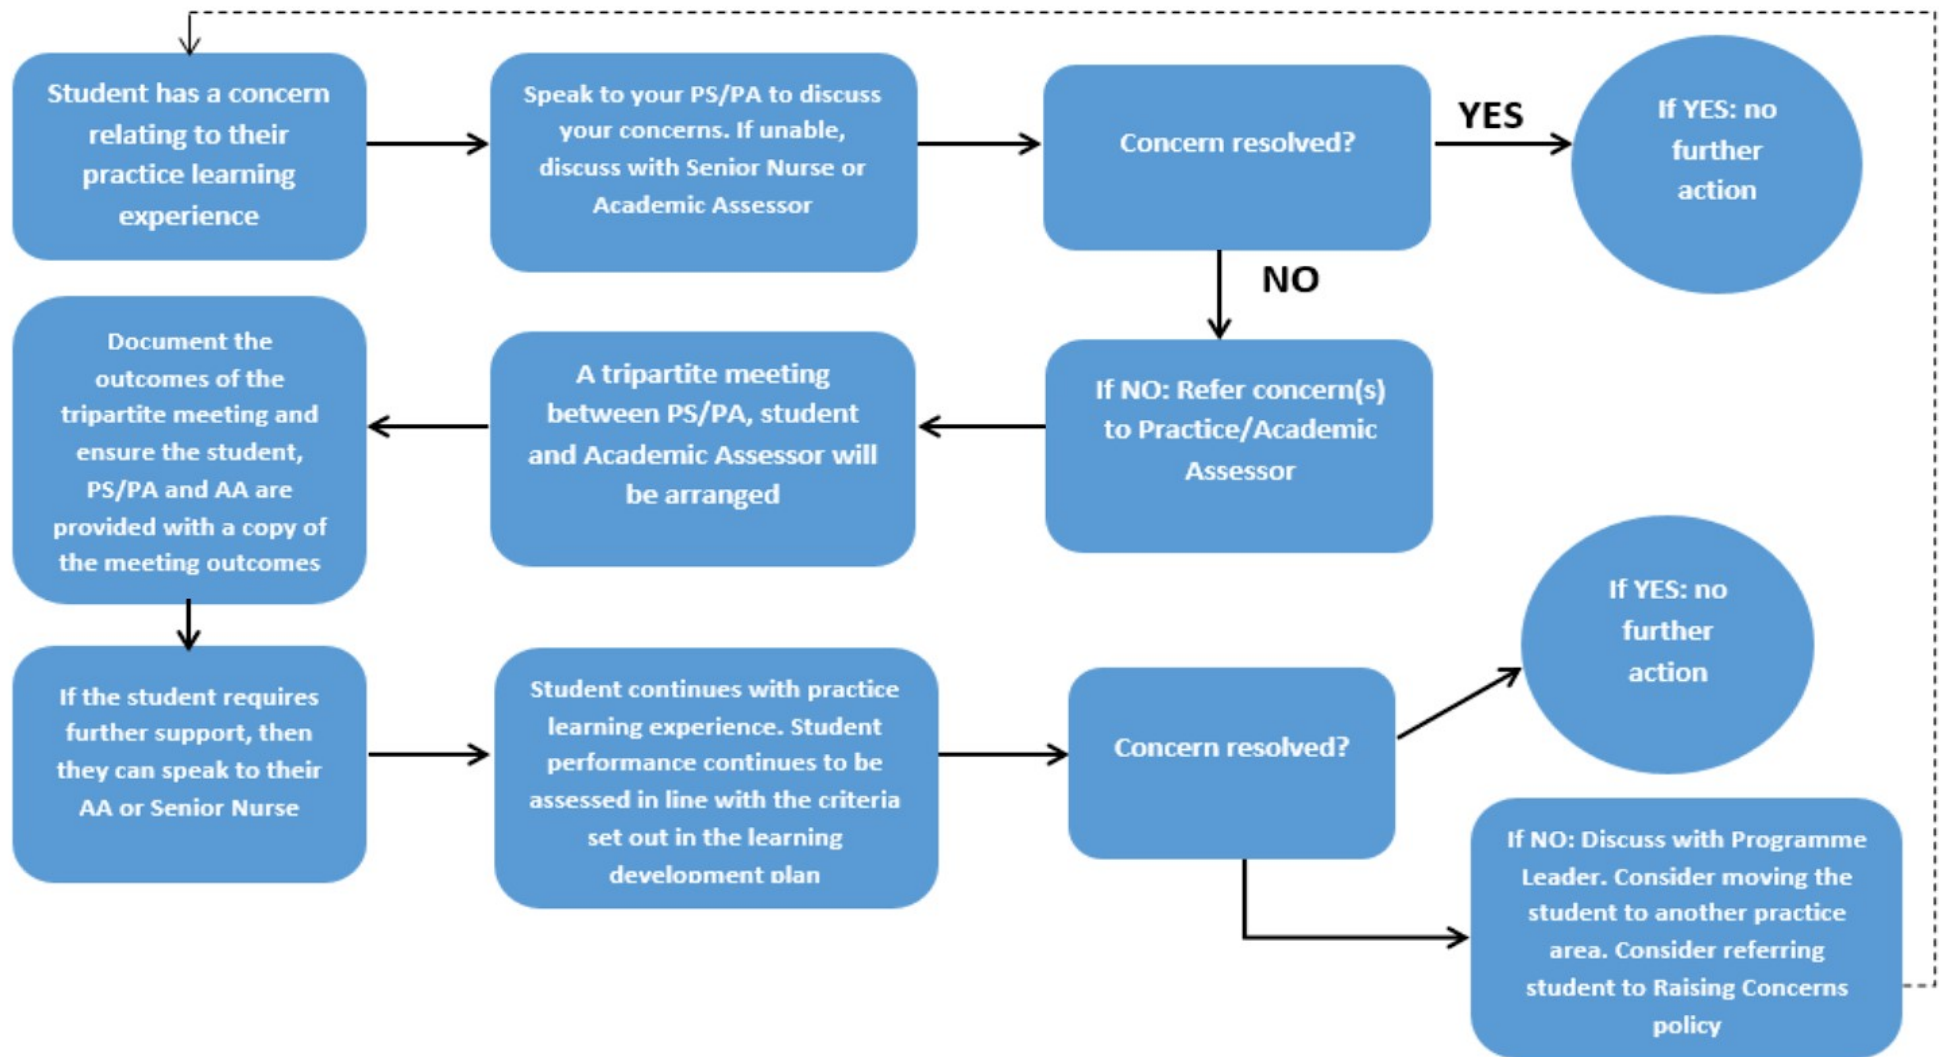 Student has a concern
relating to their
practice learning
experience
Speak to your PS/PA to discuss
your concerns. If unable,
discuss with Senior Nurse or
Academic Assessor
Concern resolved?
YES
If YES: no
further
action
NO
If NO: Refer concern(s)
to Practice/Academic
Assessor
A tripartite meeting
between PS/PA, student
and Academic Assessor will
be arranged
Document the
outcomes of the
tripartite meeting and
ensure the student,
PS/PA and AA are
provided with a copy of
the meeting outcomes
If the student requires
further support, then
they can speak to their
AA or Senior Nurse
Student continues with practice
learning experience. Student
performance continues to be
assessed in line with the criteria
set out in the learning
development plan
Concern resolved?
If YES: no
further
action
If NO: Discuss with Programme
Leader. Consider moving the
student to another practice
area. Consider referring
student to Raising Concerns
policy